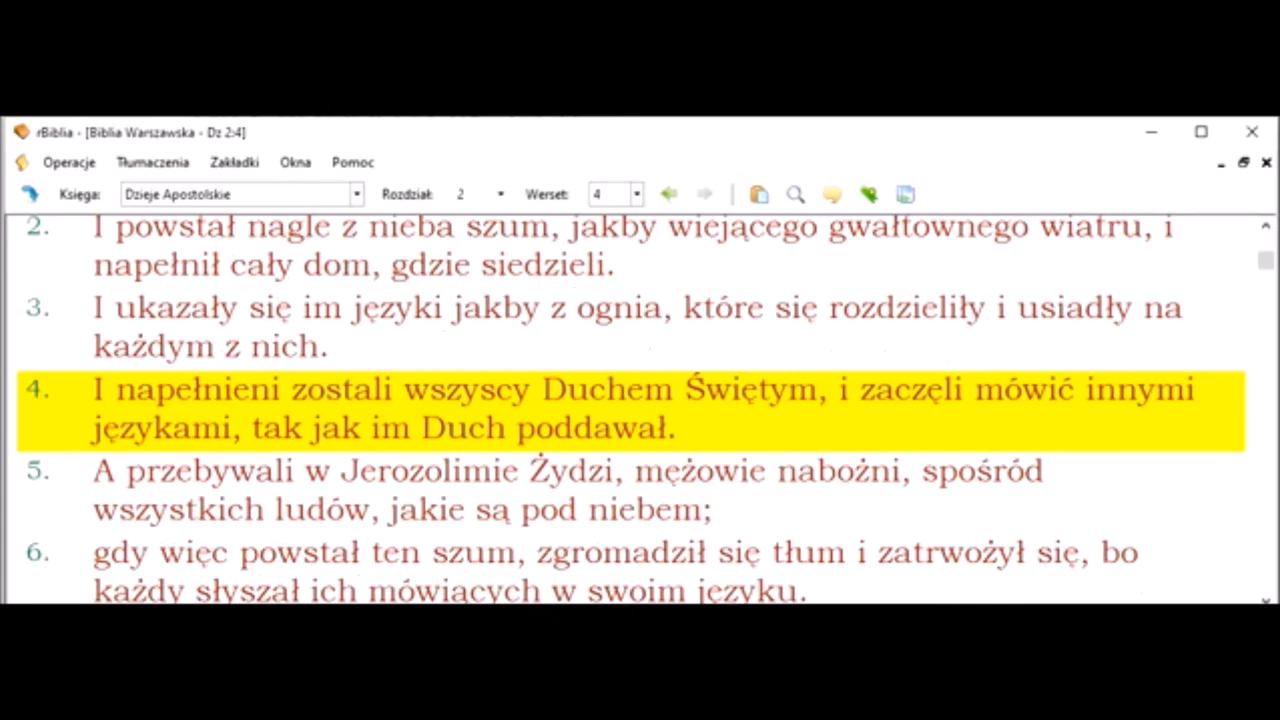 rBiblia - [Biblia Warszawska - Dz 2:4]
Operacje Tłumaczenia Zakładki Okna Pomoc
Księga: Dzieje Apostolskie Rozdział: 2 Werset: 4
2. I powstał nagle z nieba szum, jakby wiejącego gwałtownego wiatru, i
napełnił cały dom, gdzie siedzieli.
3. I ukazały się im języki jakby z ognia, które się rozdzieliły i usiadły na
każdym z nich.
4. I napełnieni zostali wszyscy Duchem Świętym, i zaczęli mówić innymi
językami, tak jak im Duch poddawał.
5. A przebywali w Jerozolimie Żydzi, mężowie nabożni, spośród
wszystkich ludów, jakie są pod niebem;
6. gdy więc powstał ten szum, zgromadził się tłum i zatrwożył się, bo
każdy słyszał ich mówiących w swoim języku.